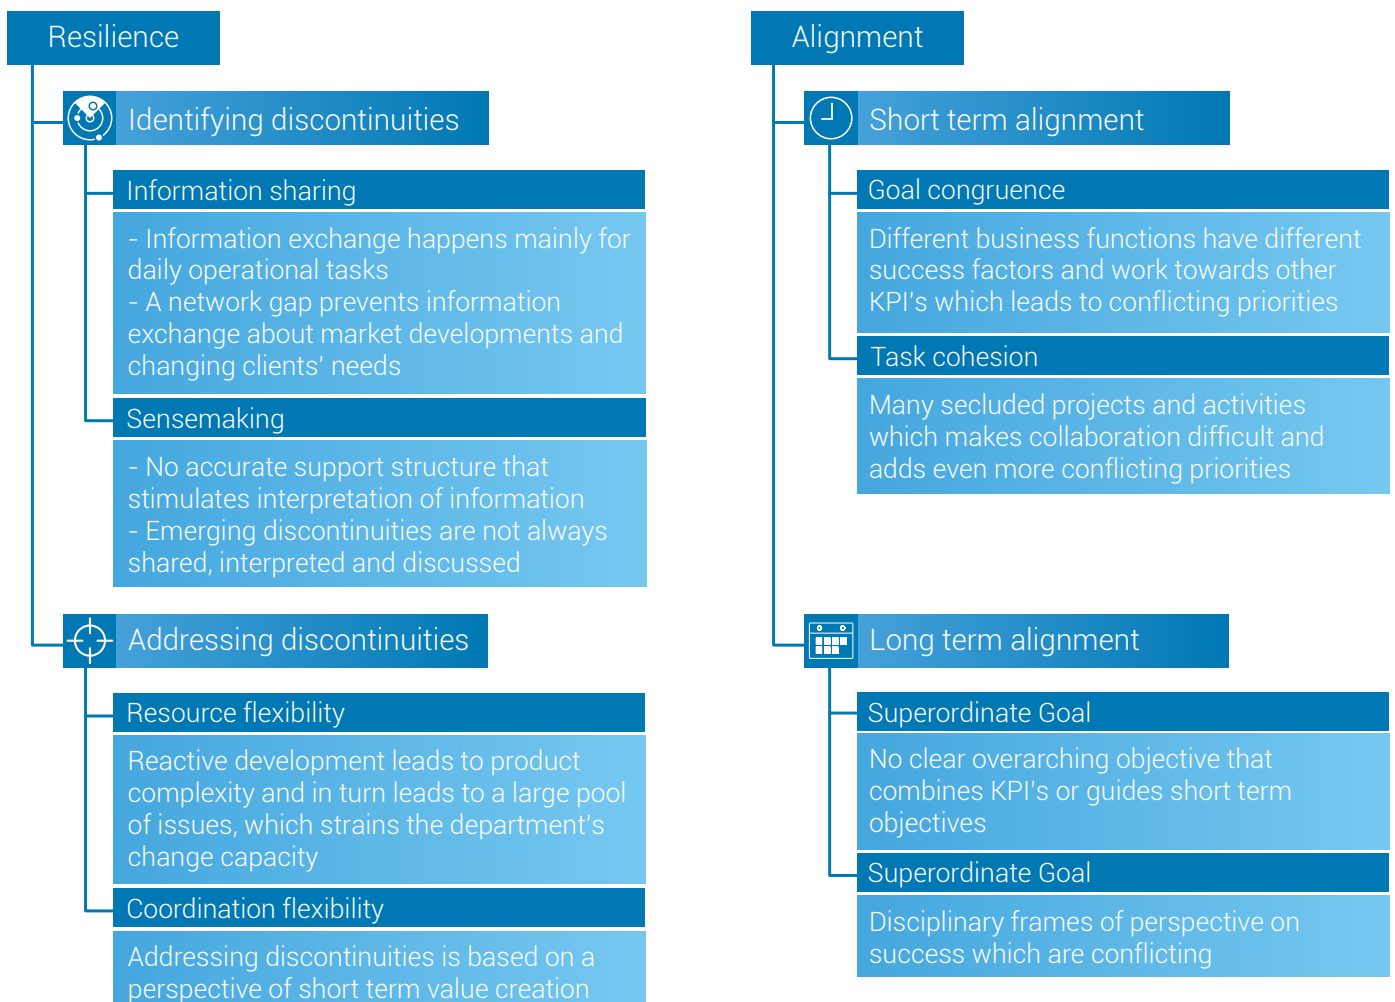 Resilience
Identifying discontinuities
Information sharing
- Information exchange happens mainly for
daily operational tasks
- A network gap prevents information
exchange about market developments and
changing clients' needs
Sensemaking
- No accurate support structure that
stimulates interpretation of information
- Emerging discontinuities are not always
shared, interpreted and discussed
Addressing discontinuities
Resource flexibility
Reactive development leads to product
complexity and in turn leads to a large pool
of issues, which strains the department's
change capacity
Coordination flexibility
Addressing discontinuities is based on a
perspective of short term value creation
Alignment
Short term alignment
Goal congruence
Different business functions have different
success factors and work towards other
KPI's which leads to conflicting priorities
Task cohesion
Many secluded projects and activities
which makes collaboration difficult and
adds even more conflicting priorities
Long term alignment
Superordinate Goal
No clear overarching objective that
combines KPI's or guides short term
objectives
Superordinate Goal
Disciplinary frames of perspective on
success which are conflicting